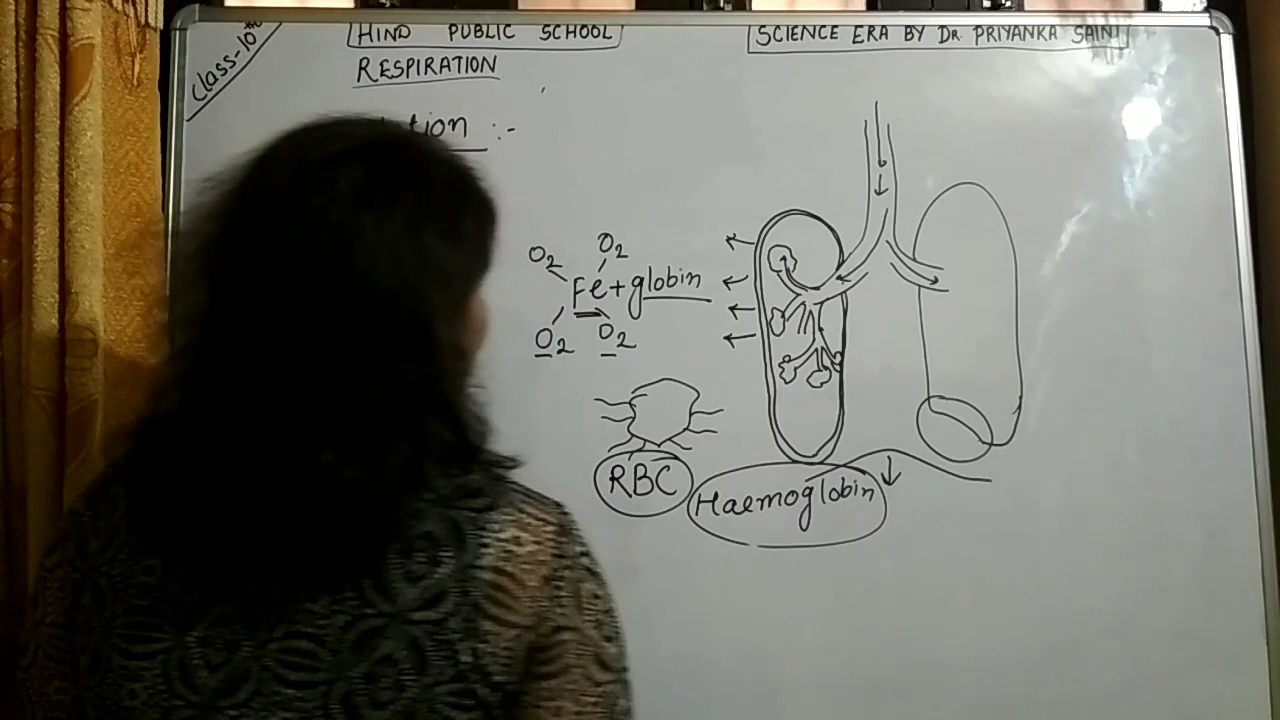 Class-10th
HIND PUBLIC SCHOOL
SCIENCE ERA BY DR. PRIYANKA SAINI
RESPIRATION
:-
O2 O2
Fe+globin
O2 O2
RBC
Haemoglobin